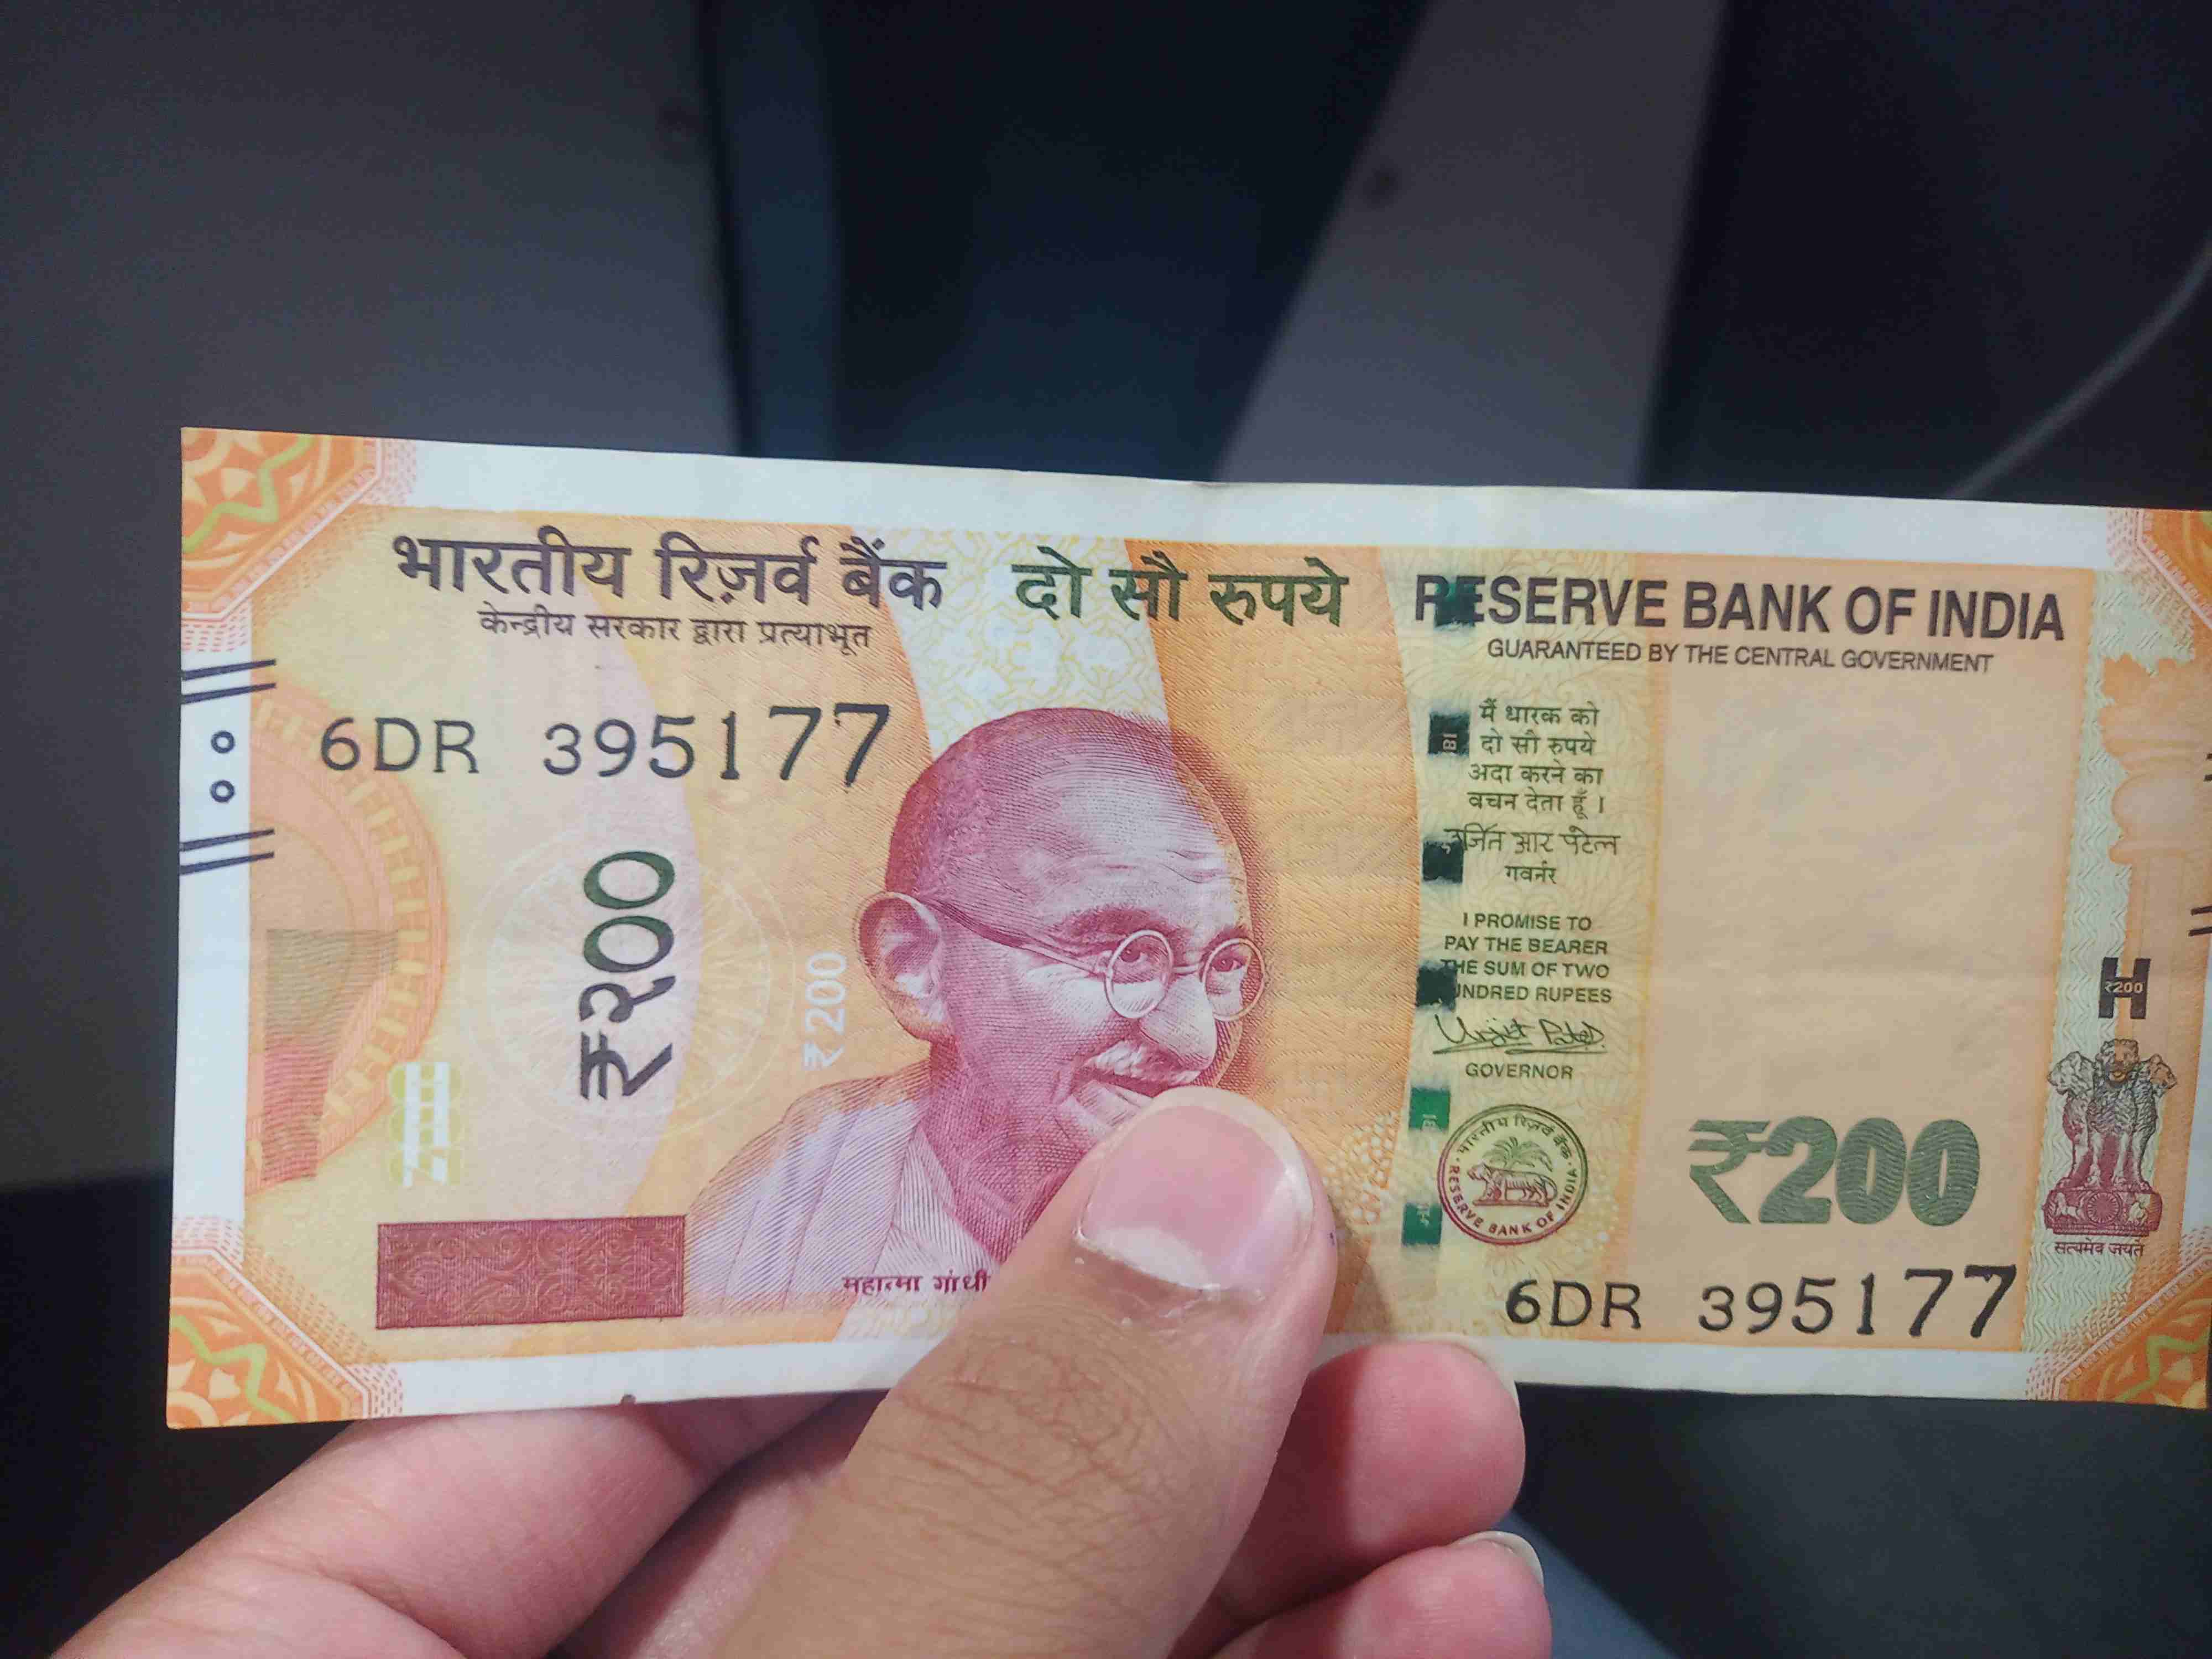 भारतीय रिज़र्व बैंक
केन्द्रीय सरकार द्वारा प्रत्याभूत
दो सौ रुपये
RESERVE BANK OF INDIA
GUARANTEED BY THE CENTRAL GOVERNMENT
6DR 395177
₹२००
₹200
महात्मा गांधी
मैं धारक को
दो सौ रुपये
अदा करने का
वचन देता हूँ ।
उर्जित आर पटेल
गवर्नर
I PROMISE TO
PAY THE BEARER
THE SUM OF TWO
HUNDRED RUPEES
Urjit Patel
GOVERNOR
भारतीय रिज़र्व बैंक
RESERVE BANK OF INDIA
₹200
H
₹200
सत्यमेव जयते
6DR 395177